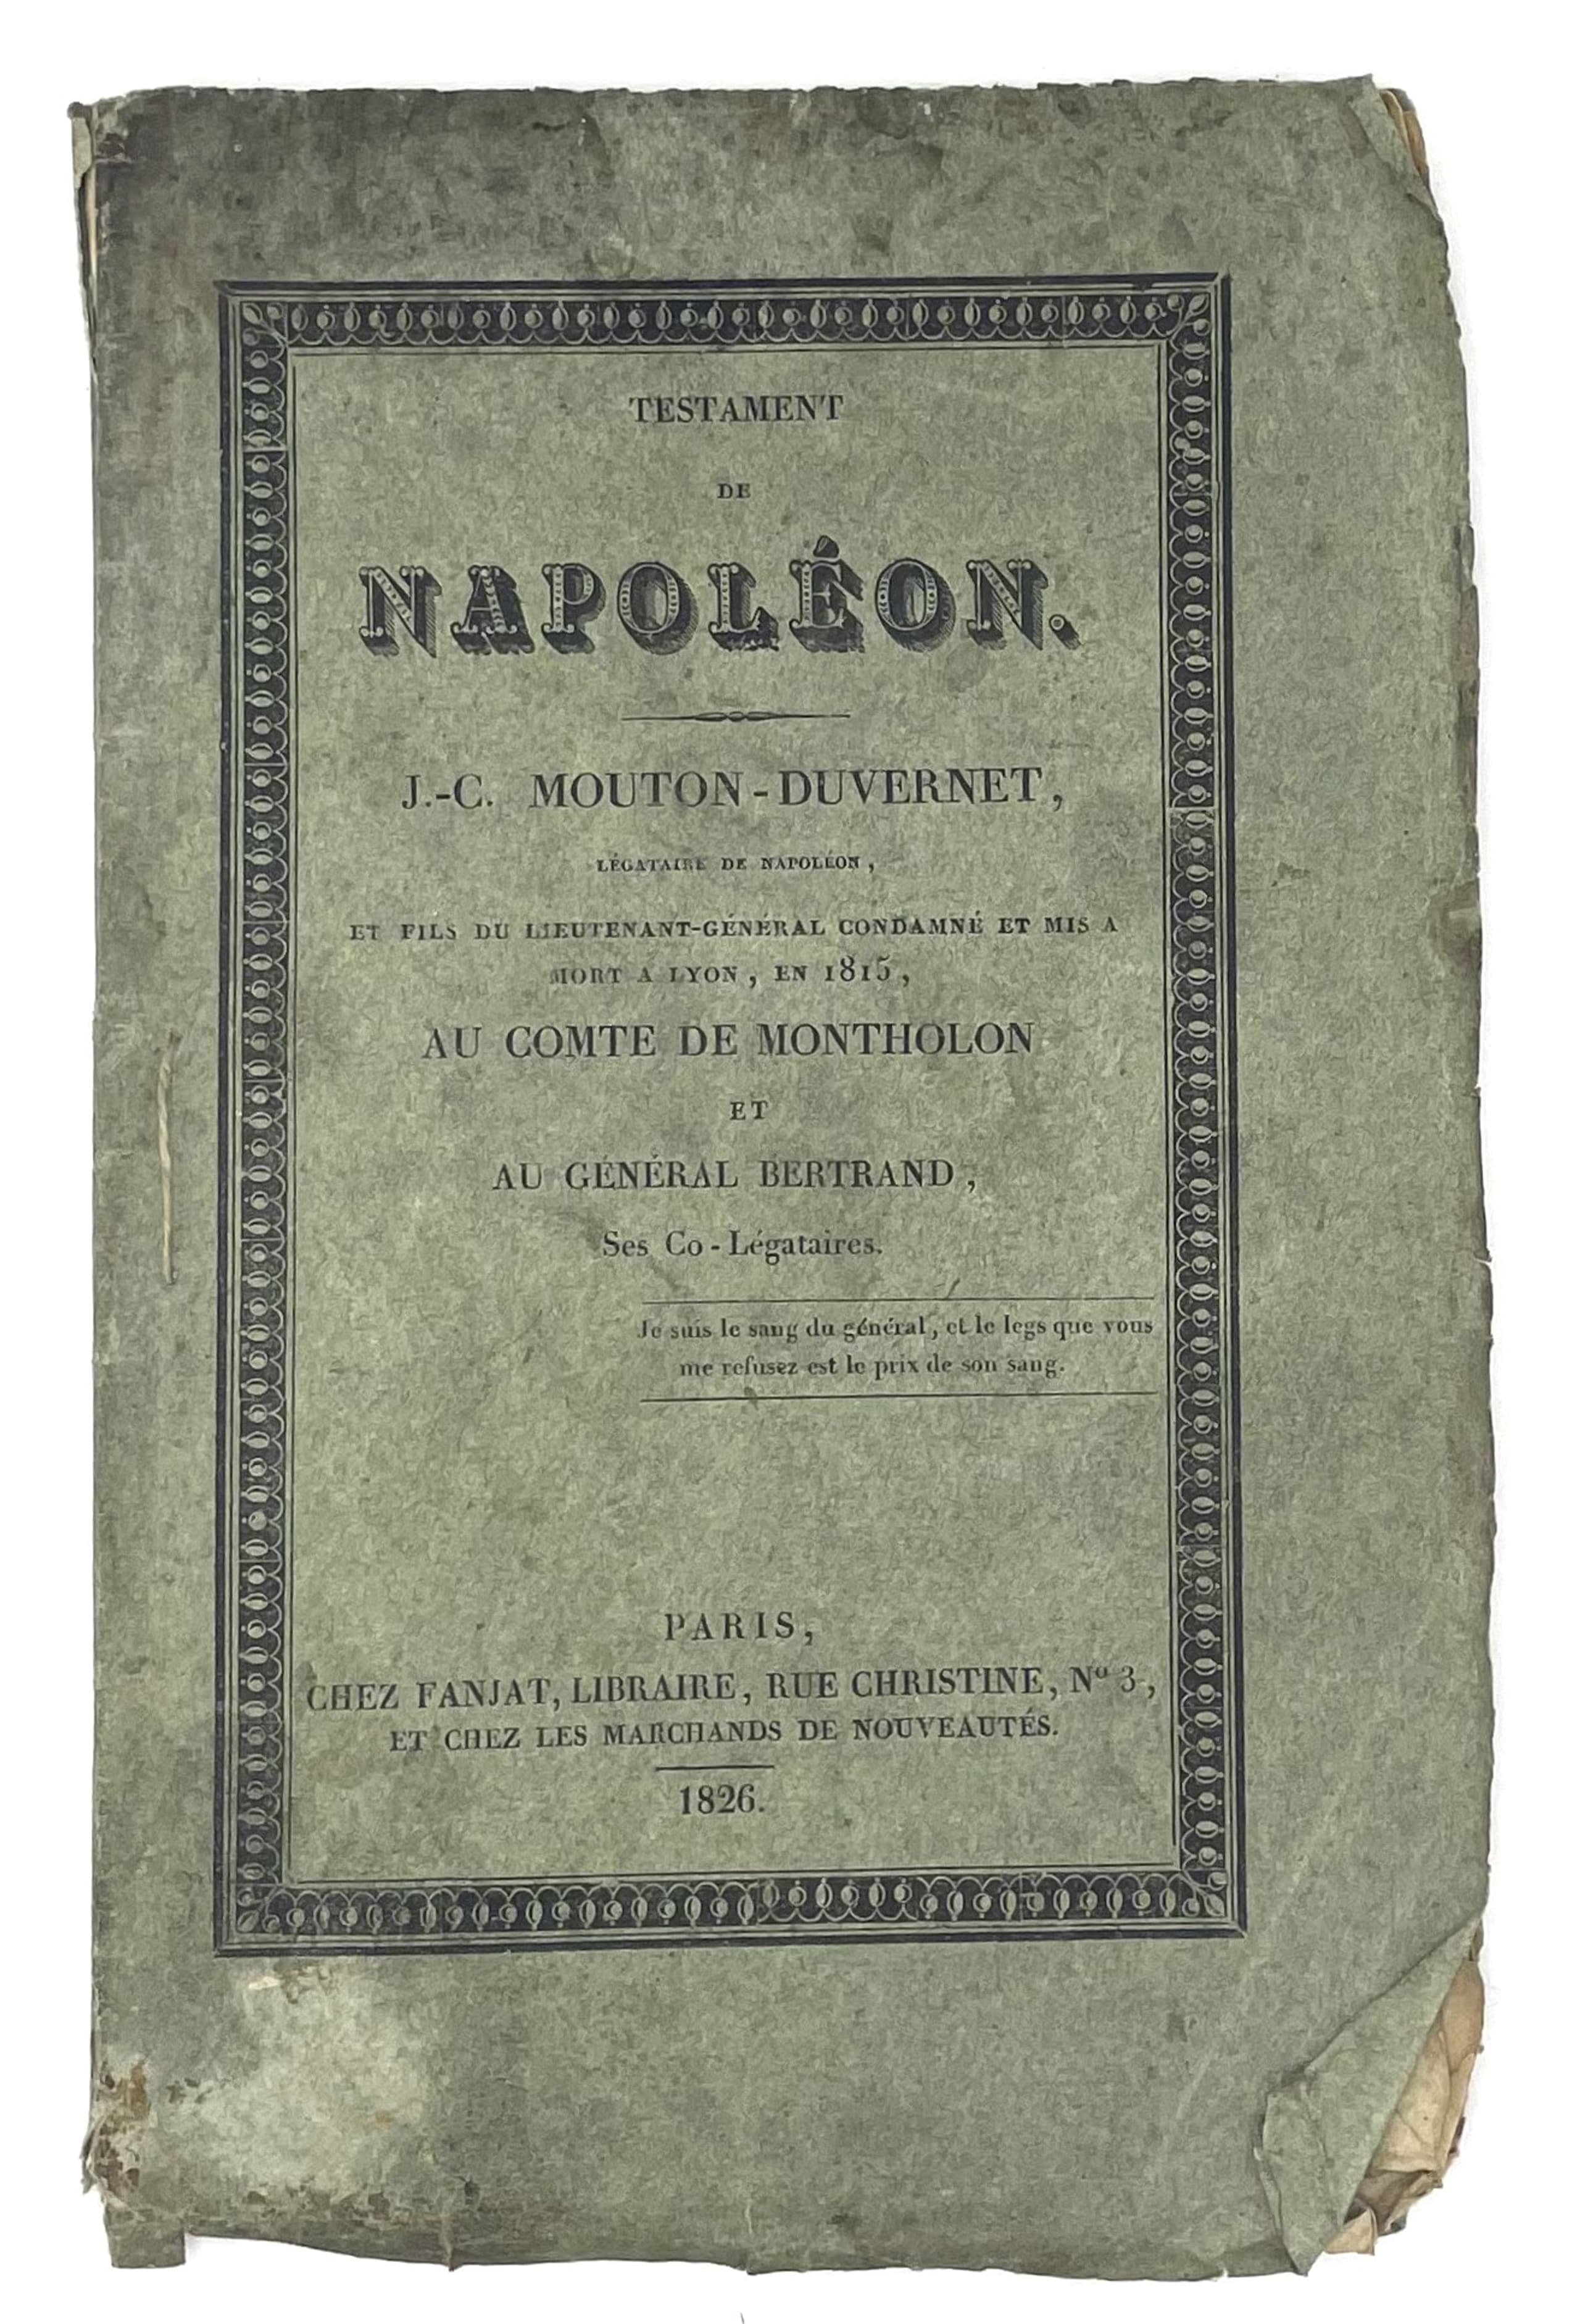 TESTAMENT
DE
NAPOLÉON.
J.-C. MOUTON-DUVERNET,
LÉGATAIRE DE NAPOLÉON,
ET FILS DU LIEUTENANT-GÉNÉRAL CONDAMNÉ ET MIS A
MORT A LYON, EN 1815,
AU COMTE DE MONTHOLON
ET
AU GÉNÉRAL BERTRAND,
Ses Co-Légataires.
Je suis le sang du général, et le legs que vous
me refusez est le prix de son sang.
PARIS,
CHEZ FANJAT, LIBRAIRE, RUE CHRISTINE, Nº 3,
ET CHEZ LES MARCHANDS DE NOUVEAUTÉS.
1826.